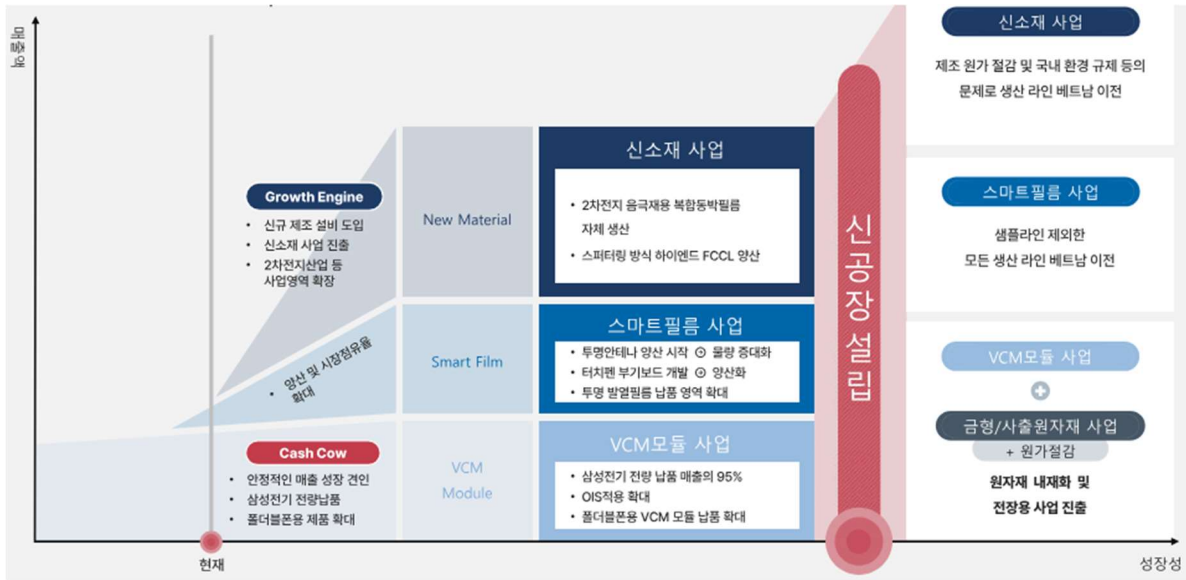 매출액
Growth Engine
• 신규 제조 설비 도입
• 신소재 사업 진출
• 2차전지산업 등
사업영역 확장
• 양산 및 시장점유율
확대
Cash Cow
• 안정적인 매출 성장 견인
• 삼성전기 전량납품
• 폴더블폰용 제품 확대
현재
New Material
Smart Film
VCM
Module
신소재 사업
• 2차전지 음극재용 복합동박필름
자체 생산
• 스퍼터링 방식 하이엔드 FCCL 양산
스마트필름 사업
• 투명안테나 양산 시작 → 물량 증대화
• 터치펜 부기보드 개발 → 양산화
• 투명 발열필름 납품 영역 확대
VCM모듈 사업
• 삼성전기 전량 납품 매출의 95%
• OIS적용 확대
• 폴더블폰용 VCM 모듈 납품 확대
신공장설립
신소재 사업
제조 원가 절감 및 국내 환경 규제 등의
문제로 생산 라인 베트남 이전
스마트필름 사업
샘플라인 제외한
모든 생산 라인 베트남 이전
VCM모듈 사업
+
금형/사출원자재 사업
+ 원가절감
원자재 내재화 및
전장용 사업 진출
성장성